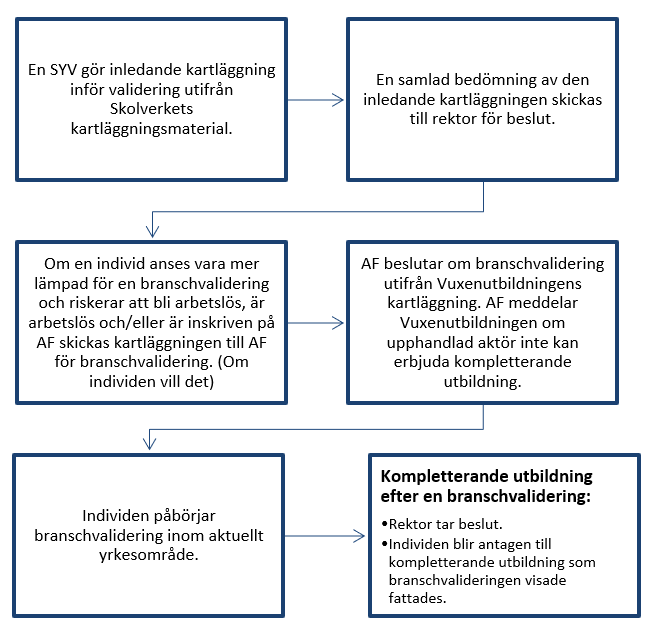 En SYV gör inledande kartläggning
inför validering utifrån
Skolverkets
kartläggningsmaterial.
En samlad bedömning av den
inledande kartläggningen skickas
till rektor för beslut.
Om en individ anses vara mer
lämpad för en branschvalidering
och riskerar att bli arbetslös, är
arbetslös och/eller är inskriven på
AF skickas kartläggningen till AF
för branschvalidering. (Om
individen vill det)
AF beslutar om branschvalidering
utifrån Vuxenutbildningens
kartläggning. AF meddelar
Vuxenutbildningen om
upphandlad aktör inte kan
erbjuda kompletterande
utbildning.
Individen påbörjar
branschvalidering inom aktuellt
yrkesområde.
Kompletterande utbildning
efter en branschvalidering:
•Rektor tar beslut.
•Individen blir antagen till
kompletterande utbildning som
branschvalideringen visade
fattades.